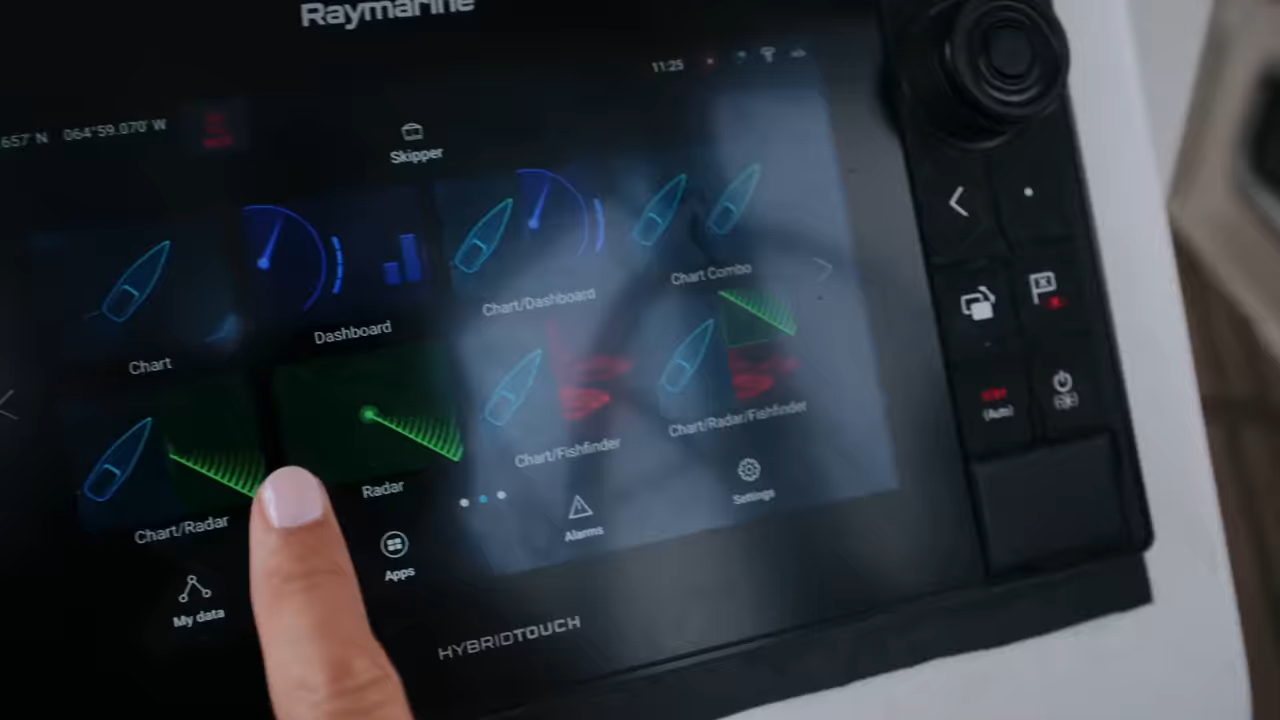 Raymarine
11:25
657' N 064°59.070' W
Skipper
Chart
Dashboard
Chart/Dashboard
Chart Combo
Chart/Radar
Radar
Chart/Fishfinder
Chart/Radar/Fishfinder
My data
Apps
Alarms
Settings
(Auto)
HYBRIDTOUCH